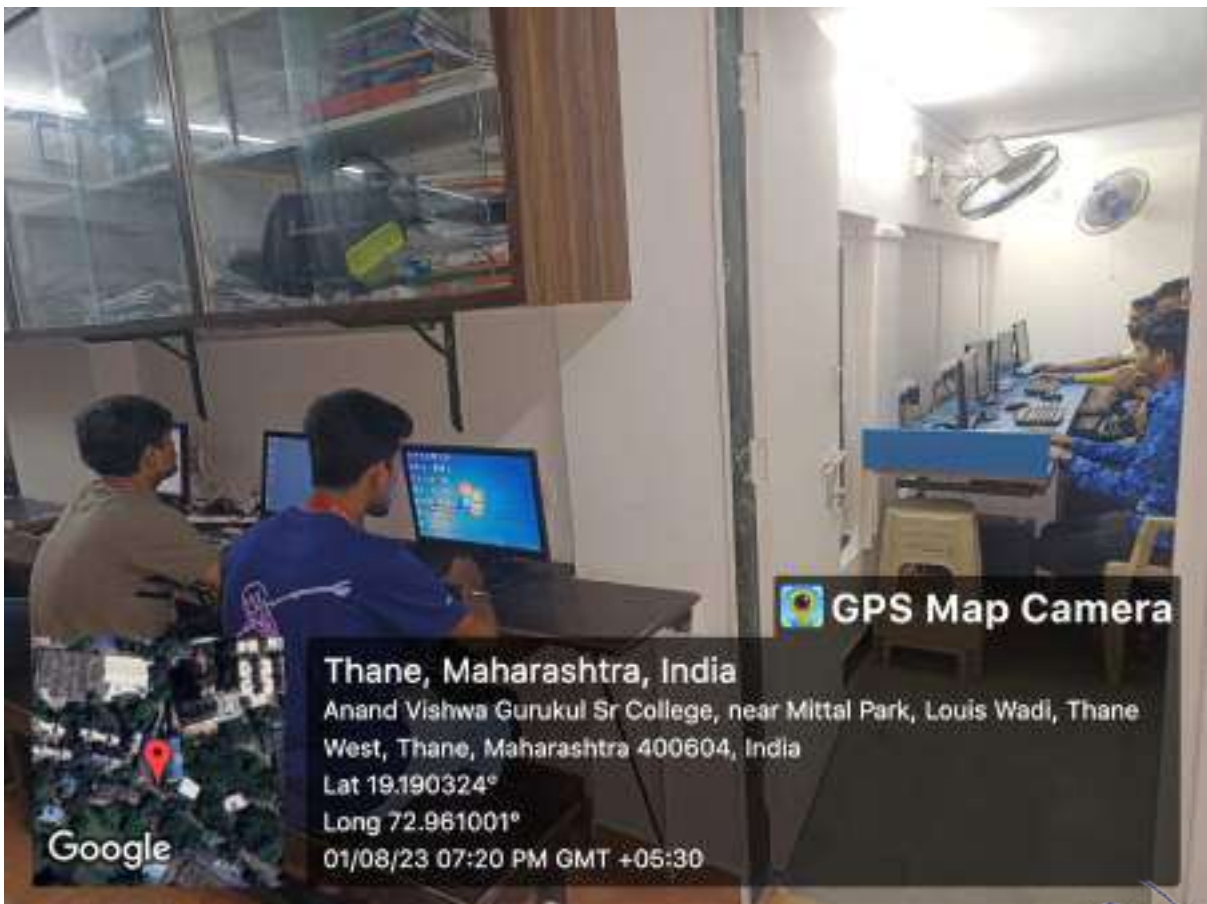 GPS Map Camera
Thane, Maharashtra, India
Anand Vishwa Gurukul Sr College, near Mittal Park, Louis Wadi, Thane
West, Thane, Maharashtra 400604, India
Lat 19.190324°
Long 72.961001°
01/08/23 07:20 PM GMT +05:30
Google